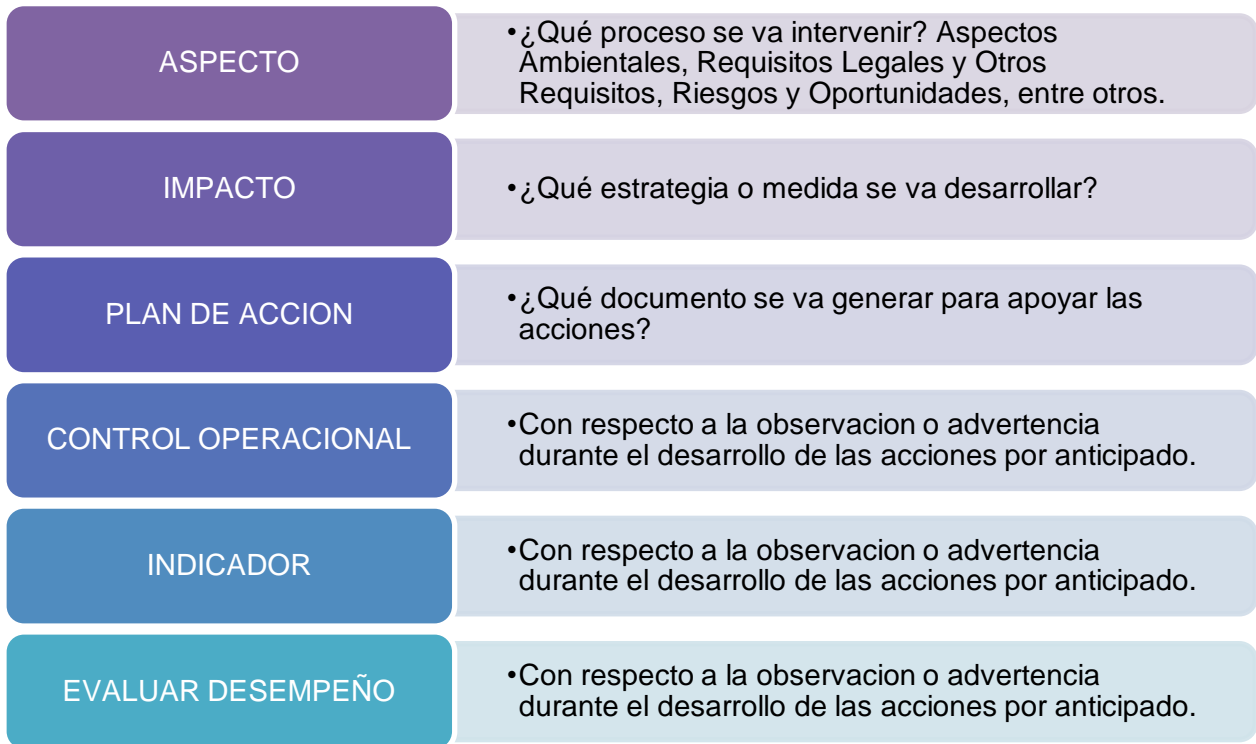 ASPECTO
•¿Qué proceso se va intervenir? Aspectos
Ambientales, Requisitos Legales y Otros
Requisitos, Riesgos y Oportunidades, entre otros.
IMPACTO
•¿Qué estrategia o medida se va desarrollar?
PLAN DE ACCION
•¿Qué documento se va generar para apoyar las
acciones?
CONTROL OPERACIONAL
•Con respecto a la observacion o advertencia
durante el desarrollo de las acciones por anticipado.
INDICADOR
•Con respecto a la observacion o advertencia
durante el desarrollo de las acciones por anticipado.
EVALUAR DESEMPEÑO
•Con respecto a la observacion o advertencia
durante el desarrollo de las acciones por anticipado.